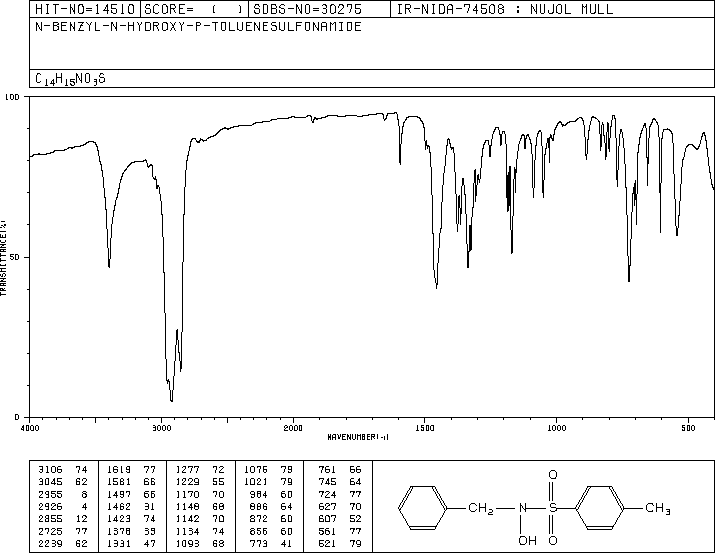 HIT-NO=14510 SCORE= ( ) SDBS-NO=30275 IR-NIDA-74508 : NUJOL MULL
N-BENZYL-N-HYDROXY-P-TOLUENESULFONAMIDE
C14H15NO3S
100
TRANSMITTANCE(%)
50
0
4000 3000 2000 1500 1000 500
WAVENUMBER(-1)
3106 74 1619 77 1277 72 1076 79 761 56
3045 62 1581 66 1229 55 1021 79 745 64
2955 8 1497 66 1170 70 984 60 724 77
2926 4 1462 31 1148 68 886 64 627 70
2855 12 1423 74 1142 70 872 60 607 52
2725 77 1378 39 1134 74 856 60 561 77
2239 62 1331 47 1093 68 773 41 521 79
O
CH2 N S CH3
OH O